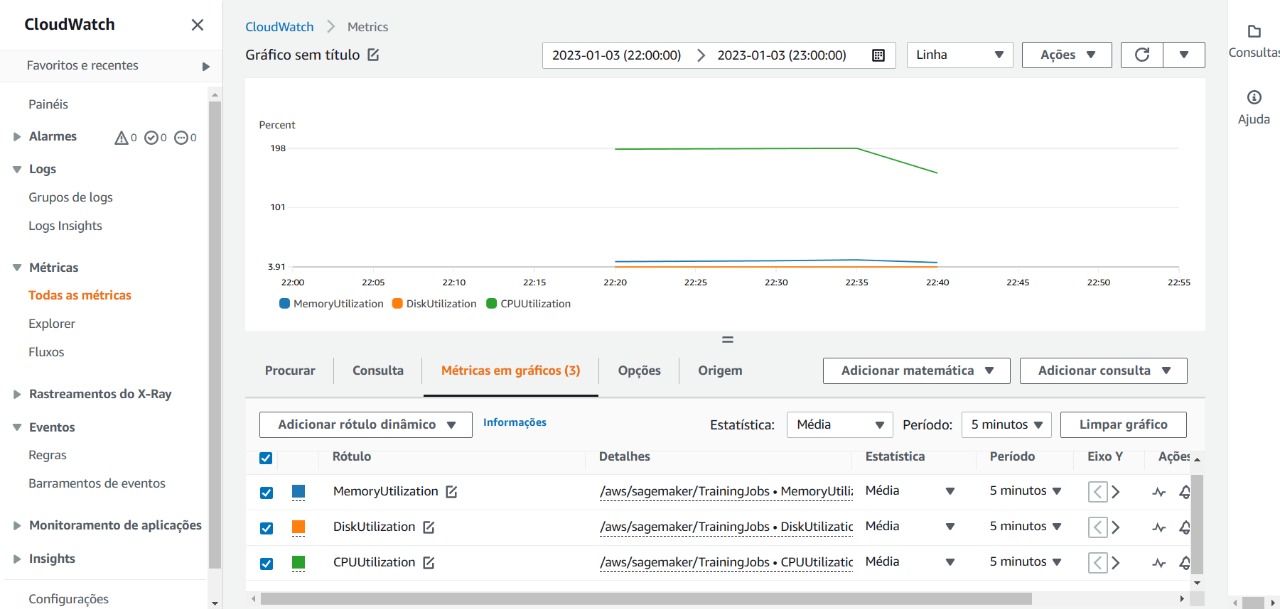 CloudWatch
Favoritos e recentes
Painéis
Alarmes 0 0 0
Logs
Grupos de logs
Logs Insights
Métricas
Todas as métricas
Explorer
Fluxos
Rastreamentos do X-Ray
Eventos
Regras
Barramentos de eventos
Monitoramento de aplicações
Insights
Configurações
CloudWatch Metrics
Gráfico sem título
2023-01-03 (22:00:00) 2023-01-03 (23:00:00)
Linha
Ações
Percent
198
101
3.91
22:00 22:05 22:10 22:15 22:20 22:25 22:30 22:35 22:40 22:45 22:50 22:55
MemoryUtilization DiskUtilization CPUUtilization
Procurar Consulta Métricas em gráficos (3) Opções Origem Adicionar matemática Adicionar consulta
Adicionar rótulo dinâmico Informações Estatística: Média Período: 5 minutos Limpar gráfico
Rótulo Detalhes Estatística Período Eixo Y Ações
MemoryUtilization /aws/sagemaker/TrainingJobs • MemoryUtiliz Média 5 minutos
DiskUtilization /aws/sagemaker/TrainingJobs • DiskUtilizatic Média 5 minutos
CPUUtilization /aws/sagemaker/TrainingJobs • CPUUtilizatic Média 5 minutos
Consultas
Ajuda